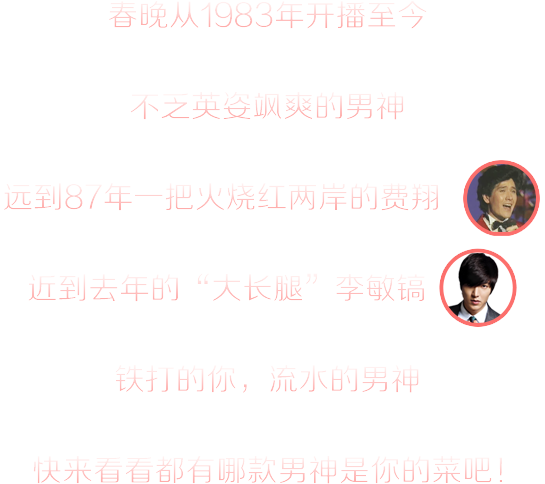 春晚从1983年开播至今
不乏英姿飒爽的男神
远到87年一把火烧红两岸的费翔
近到去年的“大长腿”李敏镐
铁打的你，流水的男神
快来看看都有哪款男神是你的菜吧！